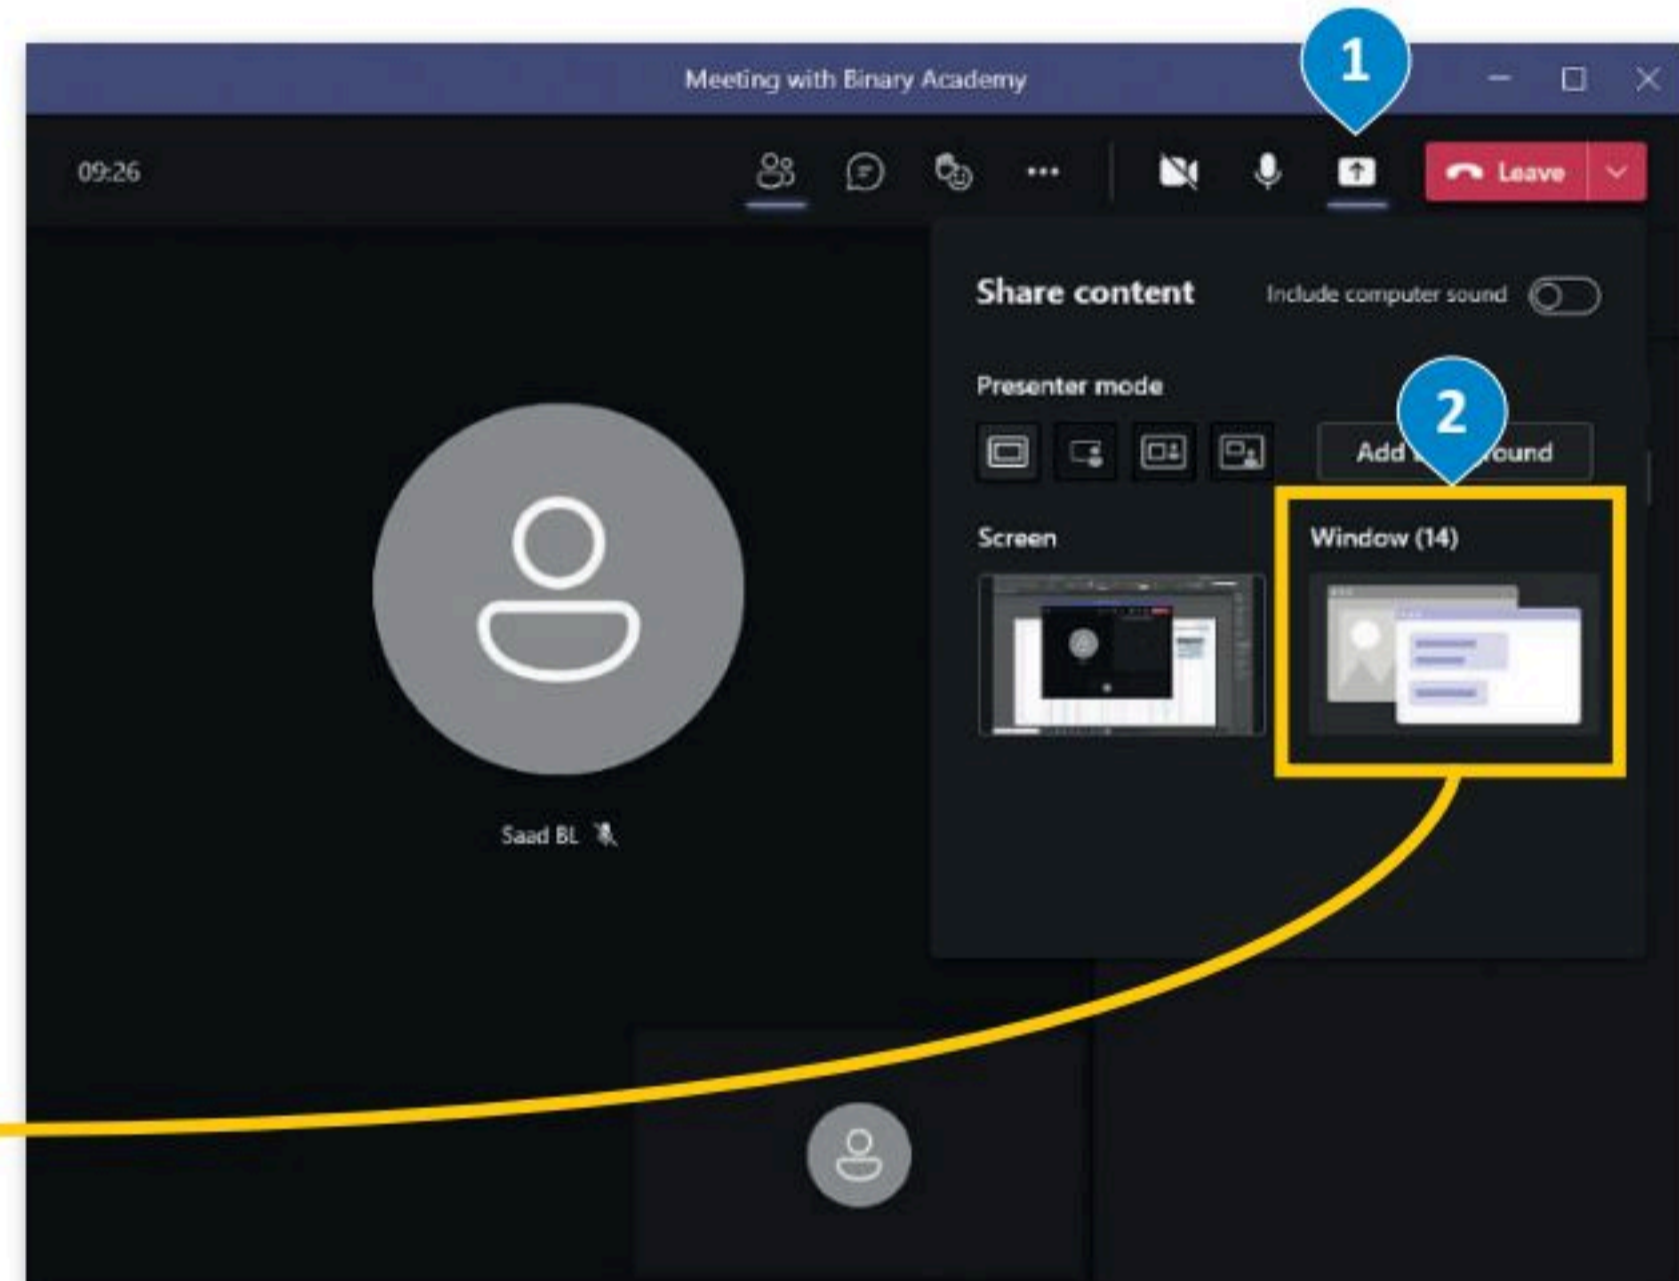 1
Meeting with Binary Academy
09:26
Leave
Share content
Include computer sound
Presenter mode
2
Add
Screen
Window (14)
Saad BL